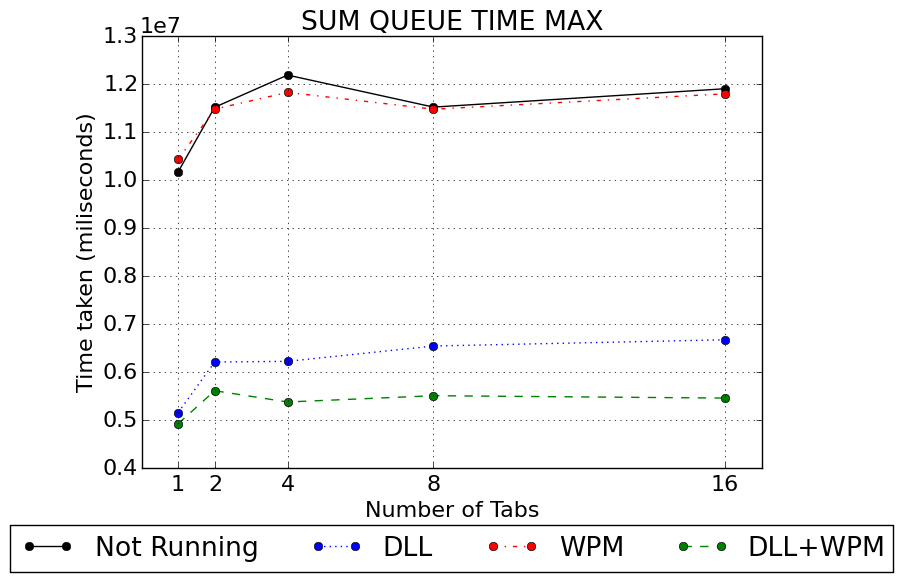 SUM QUEUE TIME MAX
1e7
1.3
1.2
1.1
1.0
0.9
0.8
0.7
0.6
0.5
0.4
Time taken (miliseconds)
1 2 4 8 16
Number of Tabs
Not Running DLL WPM DLL+WPM